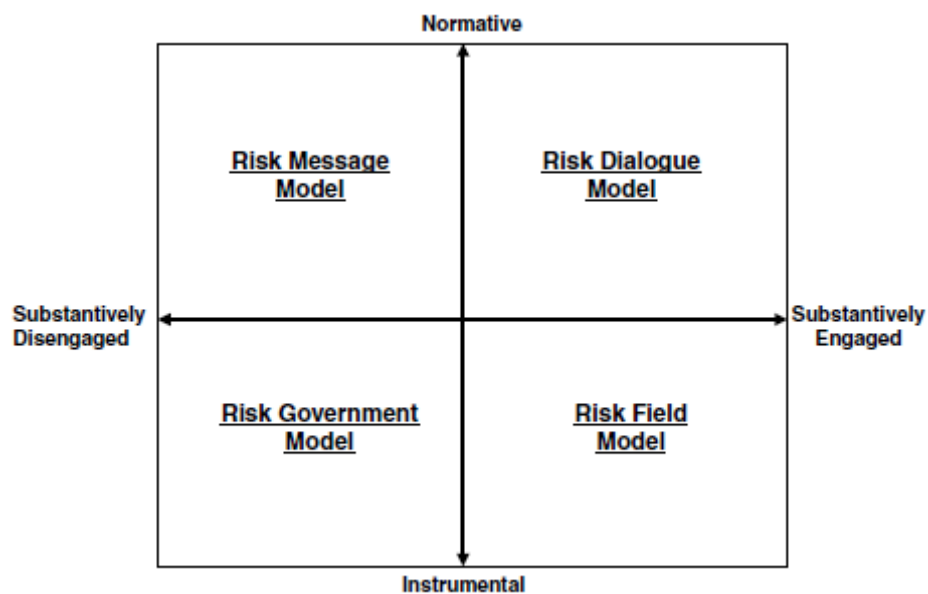 Normative
Risk Message
Model
Risk Dialogue
Model
Substantively
Disengaged
Substantively
Engaged
Risk Government
Model
Risk Field
Model
Instrumental